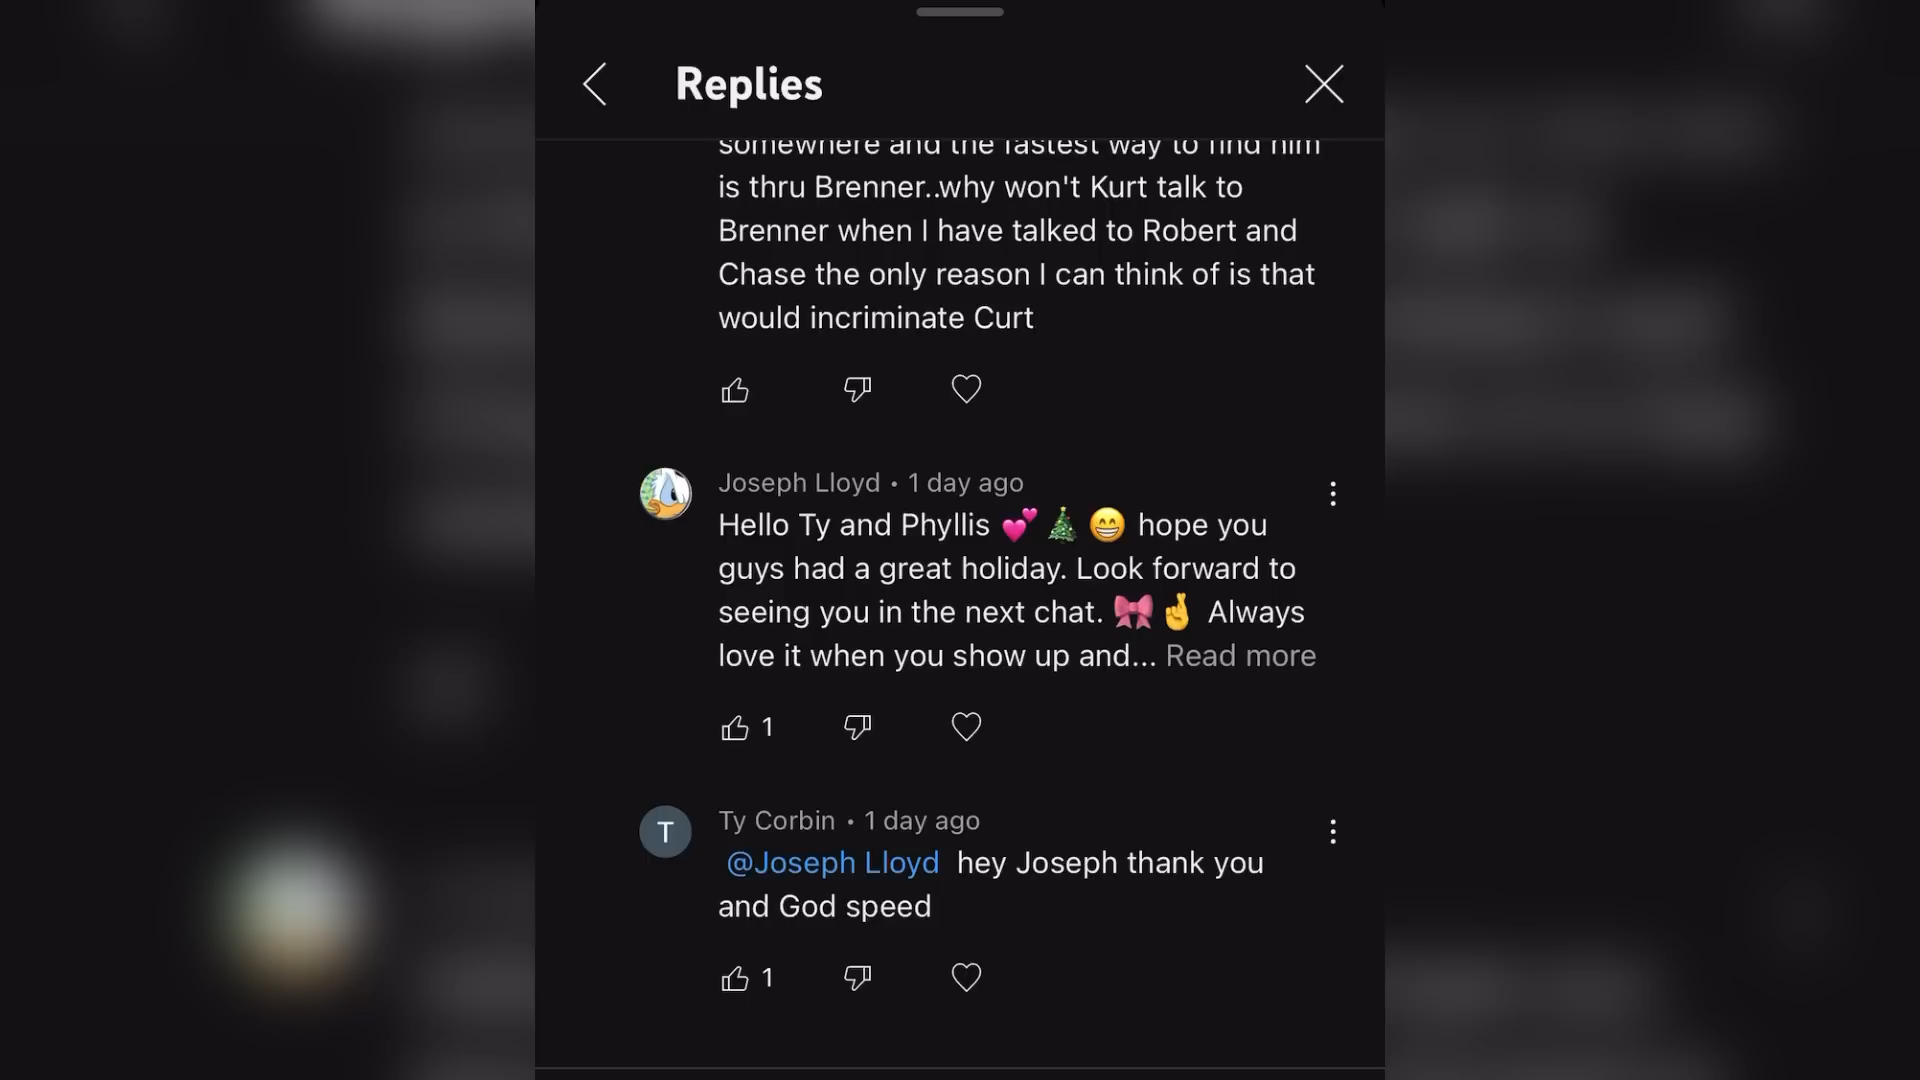 Replies
somewhere and the fastest way to find him
is thru Brenner..why won't Kurt talk to
Brenner when I have talked to Robert and
Chase the only reason I can think of is that
would incriminate Curt
Joseph Lloyd • 1 day ago
Hello Ty and Phyllis 💕🎄😁 hope you
guys had a great holiday. Look forward to
seeing you in the next chat. 🎀🤞 Always
love it when you show up and... Read more
1
T
Ty Corbin • 1 day ago
@Joseph Lloyd hey Joseph thank you
and God speed
1